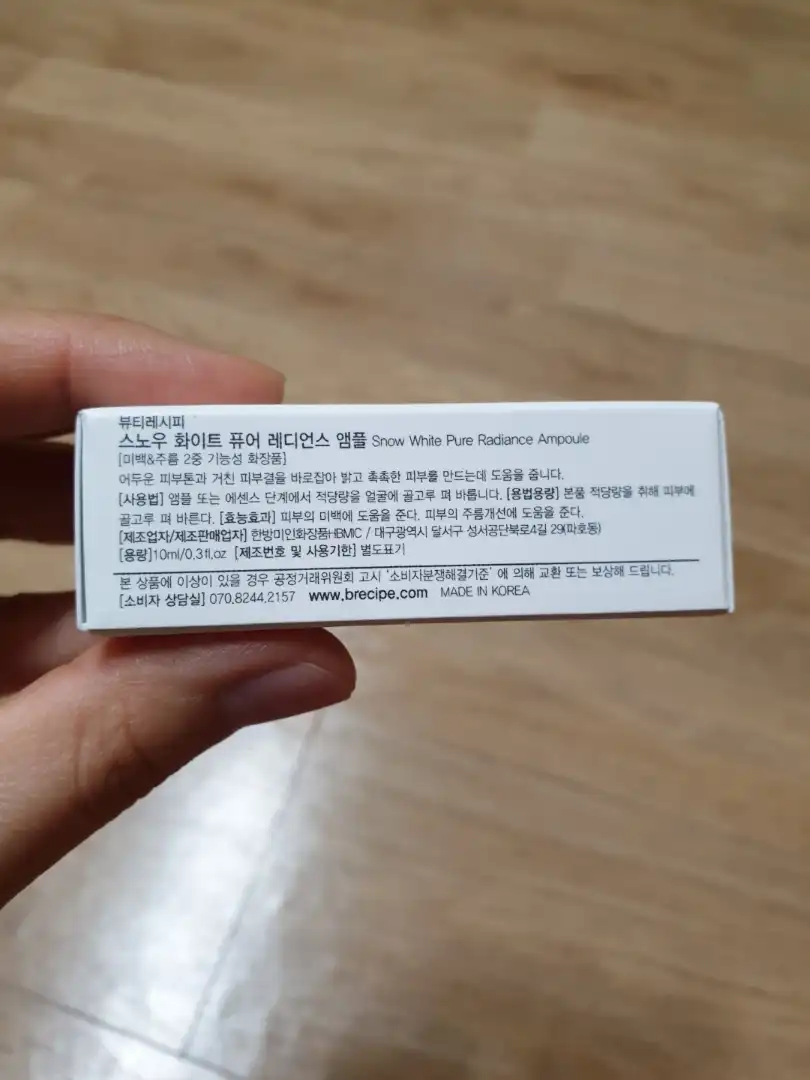 뷰티레시피
스노우 화이트 퓨어 레디언스 앰플 Snow White Pure Radiance Ampoule
[미백&주름 2중 기능성 화장품]
어두운 피부톤과 거친 피부결을 바로잡아 밝고 촉촉한 피부를 만드는데 도움을 줍니다.
[사용법] 앰플 또는 에센스 단계에서 적당량을 얼굴에 골고루 펴 바릅니다. [용법용량] 본품 적당량을 취해 피부에
골고루 펴 바른다. [효능효과] 피부의 미백에 도움을 준다. 피부의 주름개선에 도움을 준다.
[제조업자/제조판매업자] 한방미인화장품HBMIC / 대구광역시 달서구 성서공단북로4길 29(파호동)
[용량]10ml/0.3fl,oz [제조번호 및 사용기한] 별도표기
본 상품에 이상이 있을 경우 공정거래위원회 고시 '소비자분쟁해결기준' 에 의해 교환 또는 보상해 드립니다.
[소비자 상담실] 070.8244.2157 www.brecipe.com MADE IN KOREA